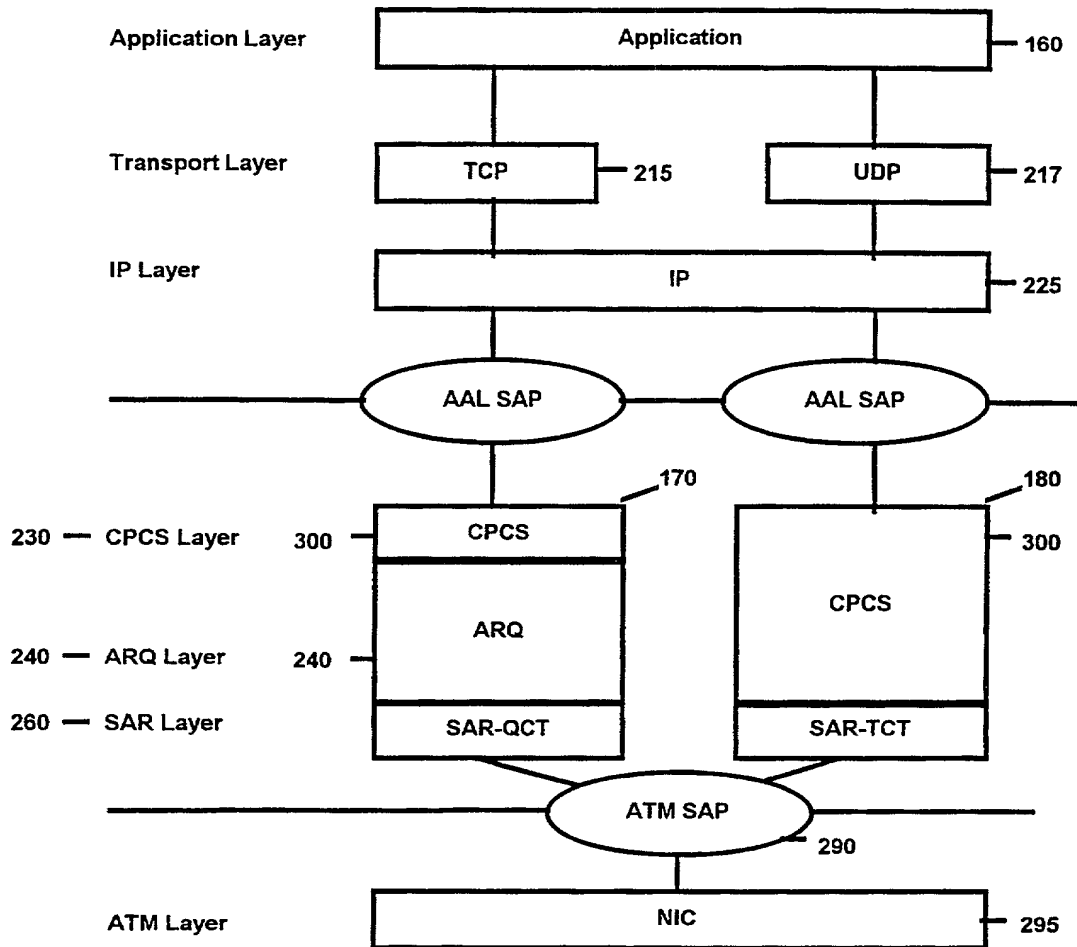 Application Layer Application 160
Transport Layer TCP 215 UDP 217
IP Layer IP 225
AAL SAP AAL SAP
170 180
230 CPCS Layer 300 CPCS 300
CPCS
ARQ
240 ARQ Layer 240
260 SAR Layer SAR-QCT SAR-TCT
ATM SAP
290
ATM Layer NIC 295